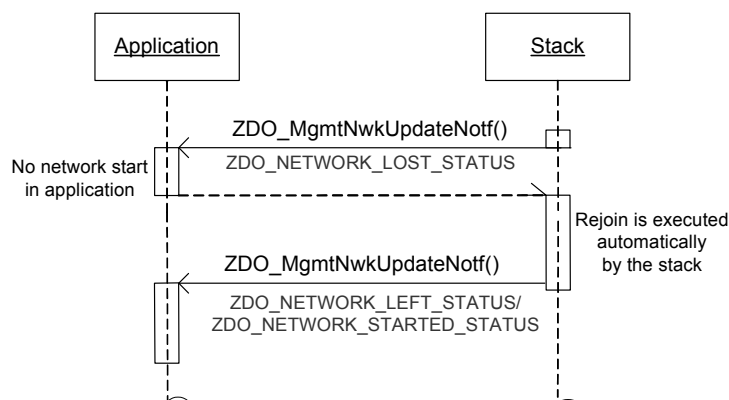 Application
Stack
ZDO_MgmtNwkUpdateNotf()
ZDO_NETWORK_LOST_STATUS
No network start
in application
Rejoin is executed
automatically
by the stack
ZDO_MgmtNwkUpdateNotf()
ZDO_NETWORK_LEFT_STATUS/
ZDO_NETWORK_STARTED_STATUS